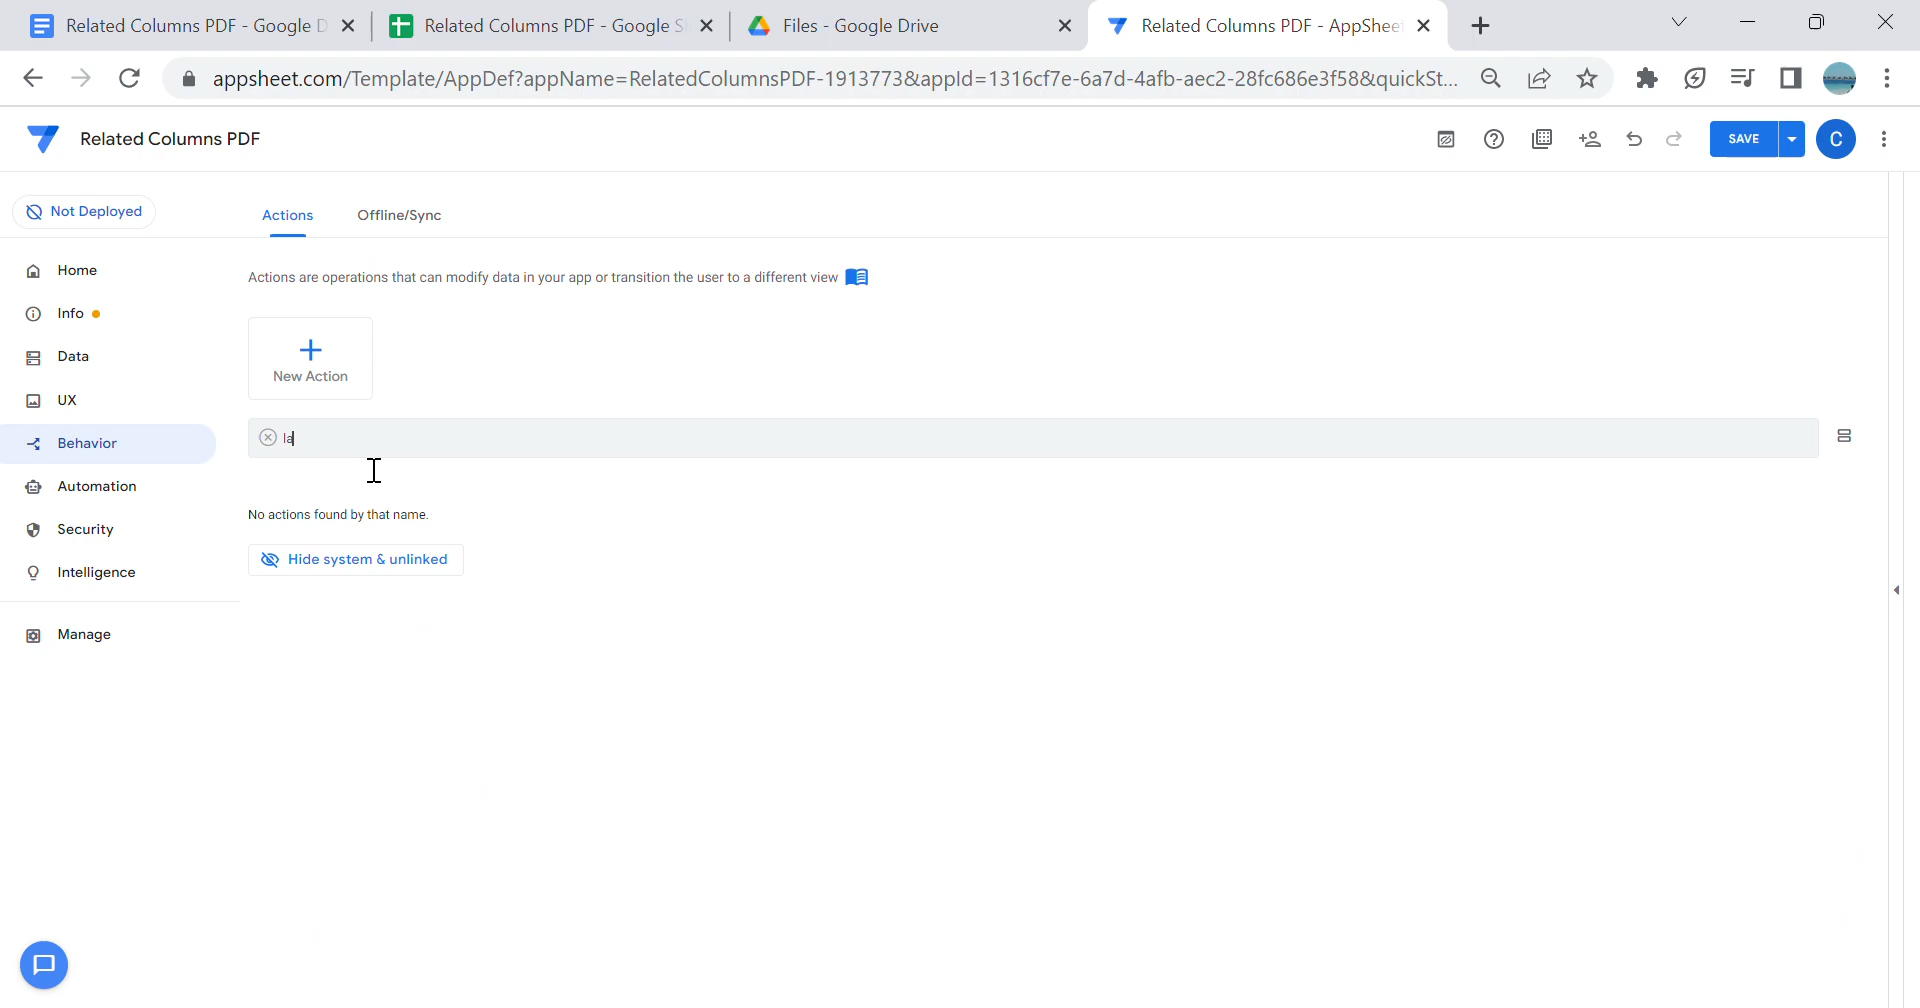 Related Columns PDF - Google D
Related Columns PDF - Google S
Files - Google Drive
Related Columns PDF - AppSheet
appsheet.com/Template/AppDef?appName=RelatedColumnsPDF-1913773&appId=1316cf7e-6a7d-4afb-aec2-28fc686e3f58&quickSt...
Related Columns PDF
SAVE
C
Not Deployed
Actions
Offline/Sync
Home
Info
Data
UX
Behavior
Automation
Security
Intelligence
Manage
Actions are operations that can modify data in your app or transition the user to a different view
New Action
la
No actions found by that name.
Hide system & unlinked